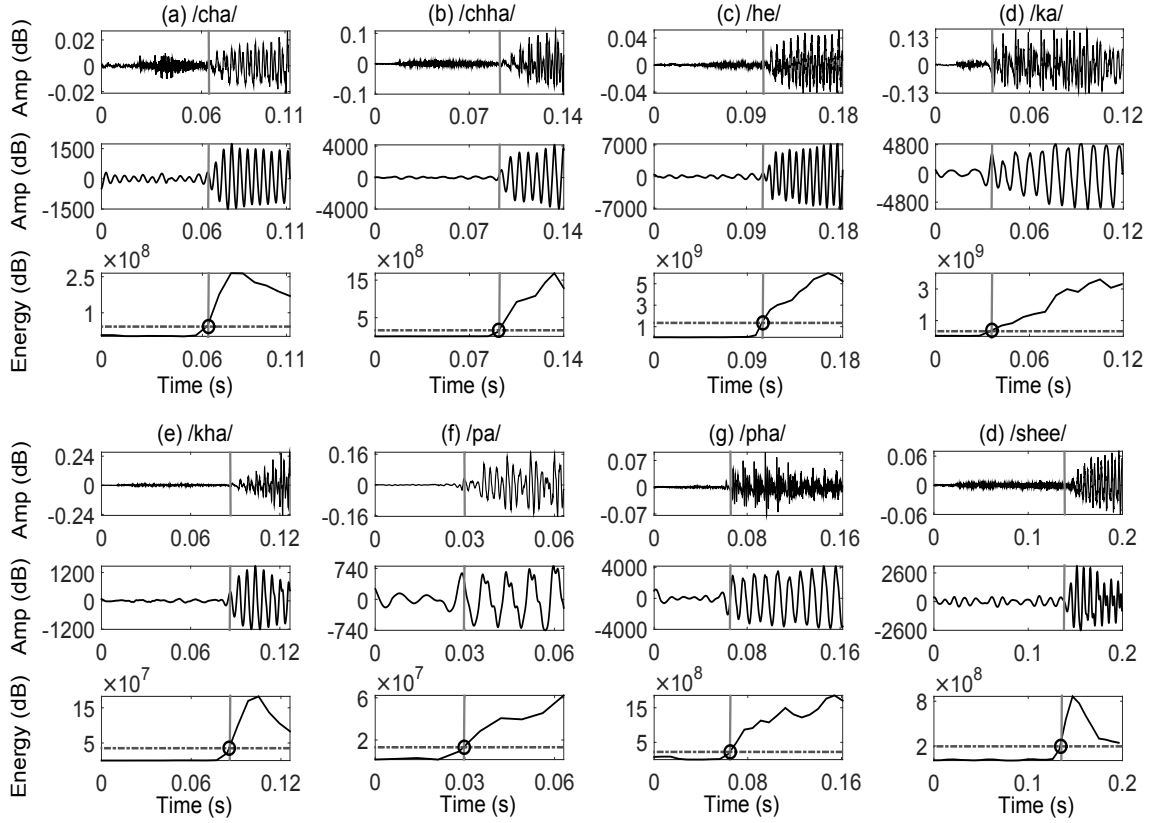 (a) /cha/ (b) /chha/ (c) /he/ (d) /ka/
Amp (dB) 0.02 0 -0.02 0.1 0 -0.1 0.04 0 -0.04 0.13 0 -0.13
0 0.06 0.11 0 0.07 0.14 0 0.09 0.18 0 0.06 0.12
Amp (dB) 1500 0 -1500 4000 0 -4000 7000 0 -7000 4800 0 -4800
0 0.06 0.11 0 0.07 0.14 0 0.09 0.18 0 0.06 0.12
×10^8 ×10^8 ×10^9 ×10^9
Energy (dB) 2.5 1 15 5 5 3 1 3 1
0 0.06 0.11 0 0.07 0.14 0 0.09 0.18 0 0.06 0.12
Time (s) Time (s) Time (s) Time (s)
(e) /kha/ (f) /pa/ (g) /pha/ (d) /shee/
Amp (dB) 0.24 0 -0.24 0.16 0 -0.16 0.07 0 -0.07 0.06 0 -0.06
0 0.06 0.12 0 0.03 0.06 0 0.08 0.16 0 0.1 0.2
Amp (dB) 1200 0 -1200 740 0 -740 4000 0 -4000 2600 0 -2600
0 0.06 0.12 0 0.03 0.06 0 0.08 0.16 0 0.1 0.2
×10^7 ×10^7 ×10^8 ×10^8
Energy (dB) 15 5 6 2 15 5 8 2
0 0.06 0.12 0 0.03 0.06 0 0.08 0.16 0 0.1 0.2
Time (s) Time (s) Time (s) Time (s)